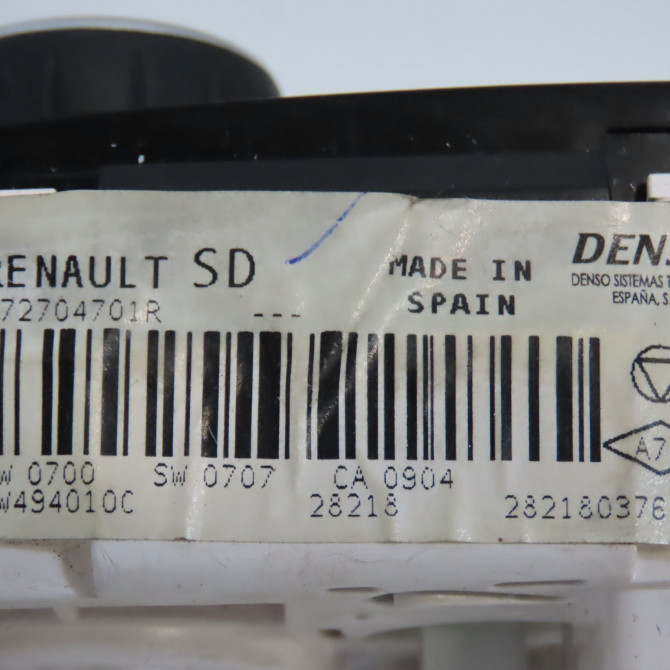 RENAULT SD
72704701R ---
MADE IN
SPAIN
DENS
DENSO SISTEMAS T
ESPAÑA, S.
W 0700 SW 0707 CA 0904
W494010C 28218 282180376
A7